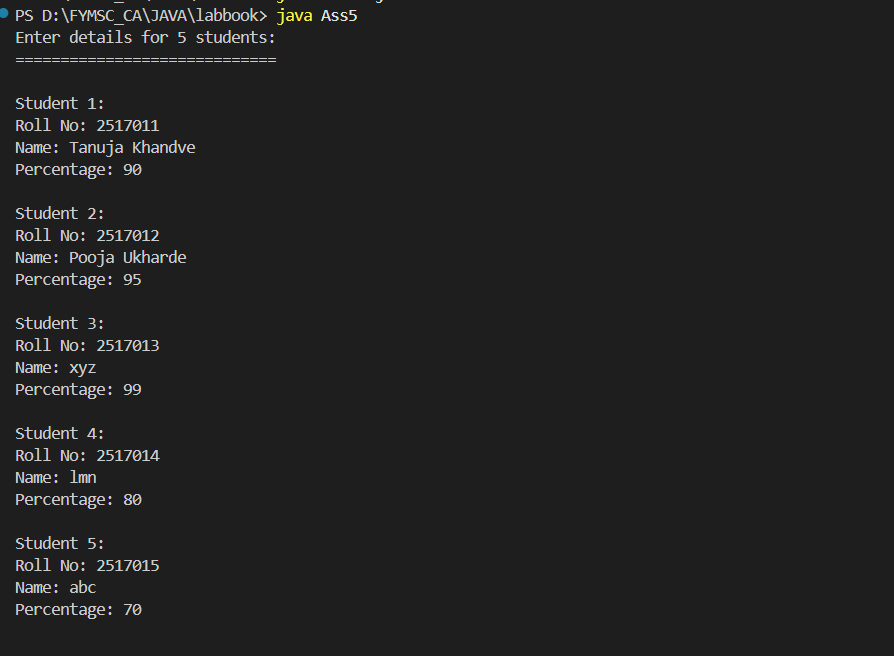 PS D:\FYMSC_CA\JAVA\labbook> java Ass5
Enter details for 5 students:
=============================
Student 1:
Roll No: 2517011
Name: Tanuja Khandve
Percentage: 90
Student 2:
Roll No: 2517012
Name: Pooja Ukharde
Percentage: 95
Student 3:
Roll No: 2517013
Name: xyz
Percentage: 99
Student 4:
Roll No: 2517014
Name: lmn
Percentage: 80
Student 5:
Roll No: 2517015
Name: abc
Percentage: 70